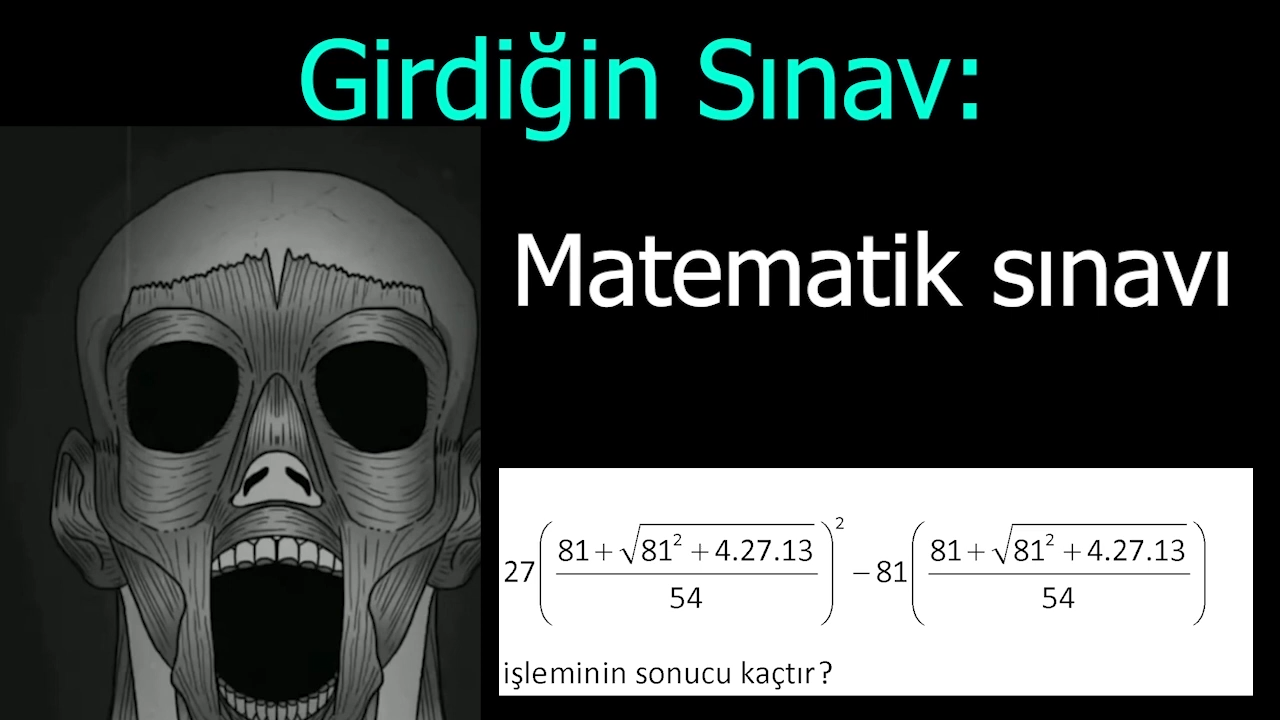 Girdiğin Sınav:
Matematik sınavı
27((81+√(81²+4.27.13))/54)² − 81((81+√(81²+4.27.13))/54)
işleminin sonucu kaçtır?